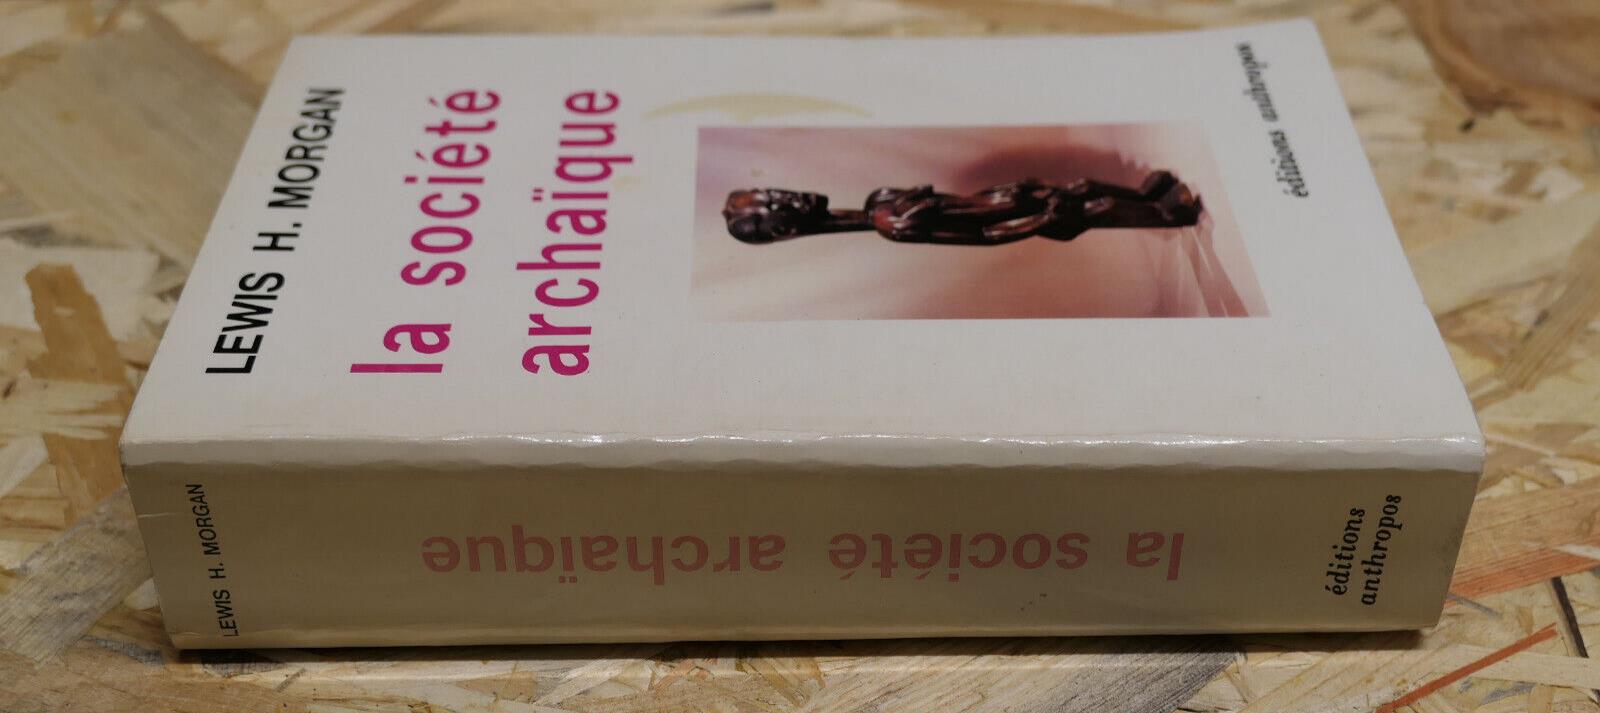 LEWIS H. MORGAN
la société
archaïque
éditions anthropos
LEWIS H. MORGAN
la société archaïque
éditions
anthropos